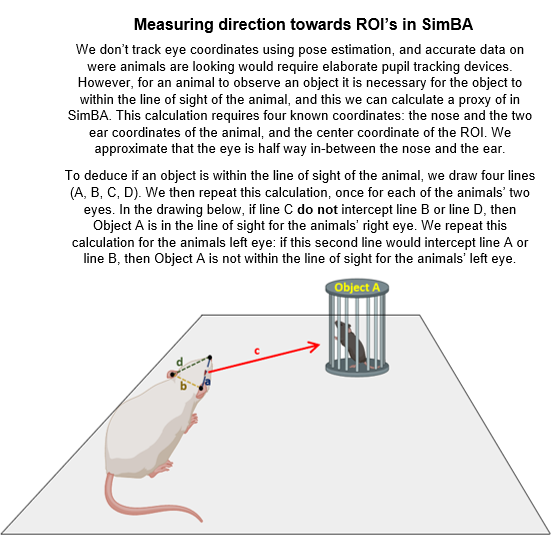 Measuring direction towards ROI's in SimBA
We don't track eye coordinates using pose estimation, and accurate data on
were animals are looking would require elaborate pupil tracking devices.
However, for an animal to observe an object it is necessary for the object to
within the line of sight of the animal, and this we can calculate a proxy of in
SimBA. This calculation requires four known coordinates: the nose and the two
ear coordinates of the animal, and the center coordinate of the ROI. We
approximate that the eye is half way in-between the nose and the ear.
To deduce if an object is within the line of sight of the animal, we draw four lines
(A, B, C, D). We then repeat this calculation, once for each of the animals' two
eyes. In the drawing below, if line C do not intercept line B or line D, then
Object A is in the line of sight for the animals' right eye. We repeat this
calculation for the animals left eye: if this second line would intercept line A or
line B, then Object A is not within the line of sight for the animals' left eye.
Object A
c
d
b
a